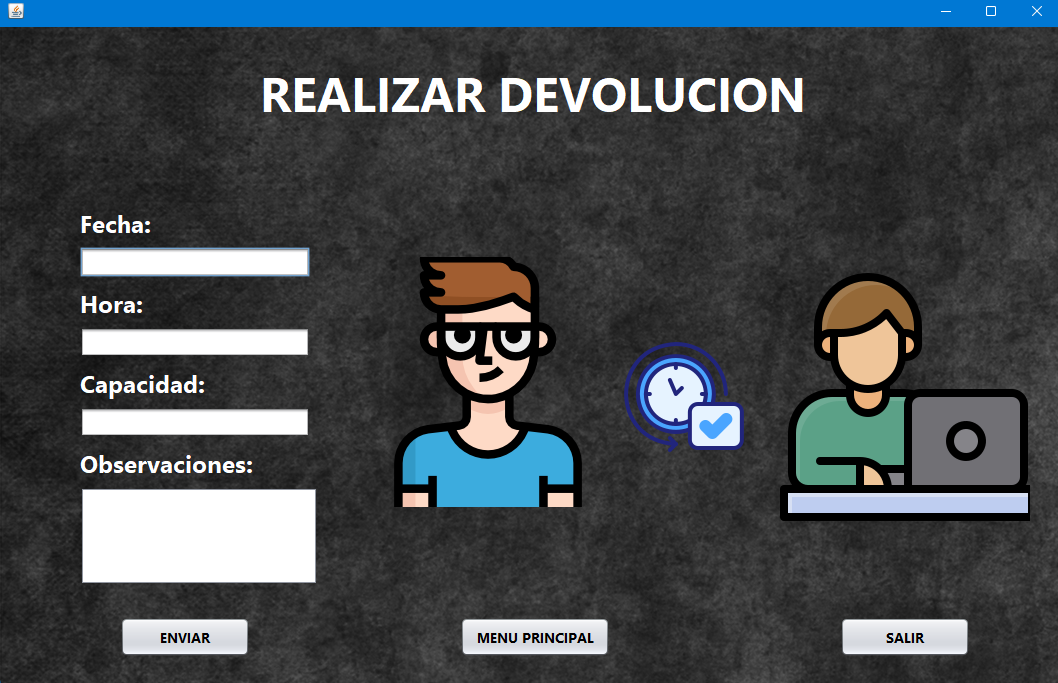 REALIZAR DEVOLUCION
Fecha:
Hora:
Capacidad:
Observaciones:
ENVIAR
MENU PRINCIPAL
SALIR